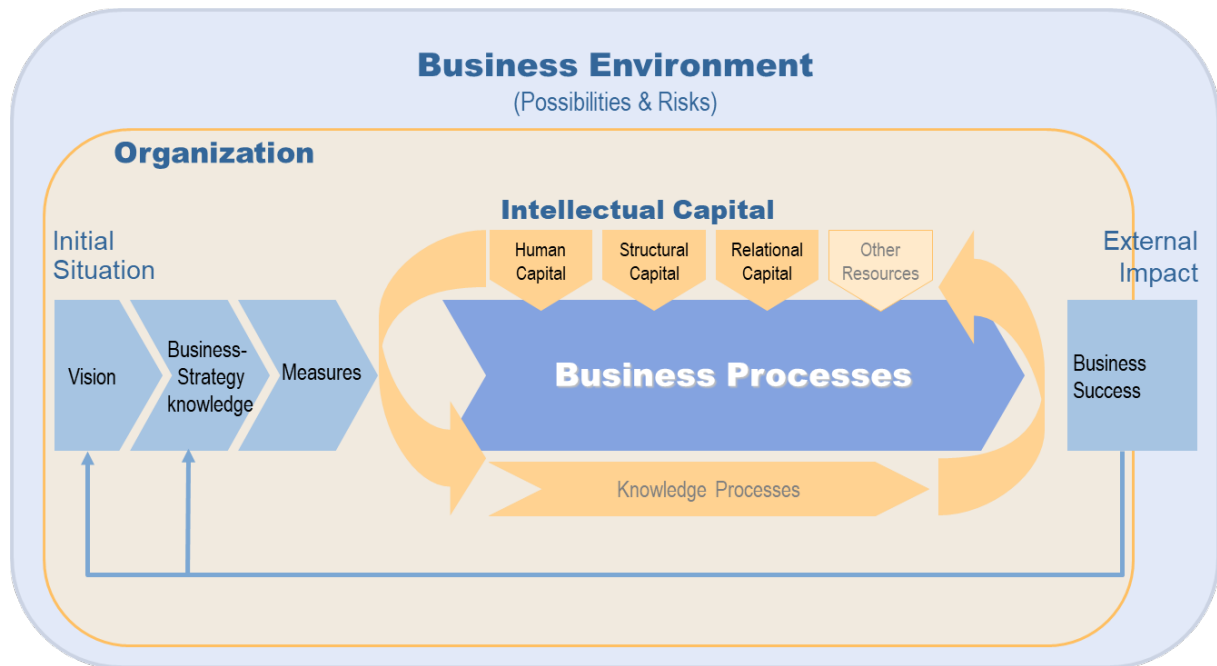 Business Environment
(Possibilities & Risks)
Organization
Intellectual Capital
Initial
Situation
Human
Capital
Structural
Capital
Relational
Capital
Other
Resources
External
Impact
Vision
Business-
Strategy
knowledge
Measures
Business Processes
Business
Success
Knowledge Processes